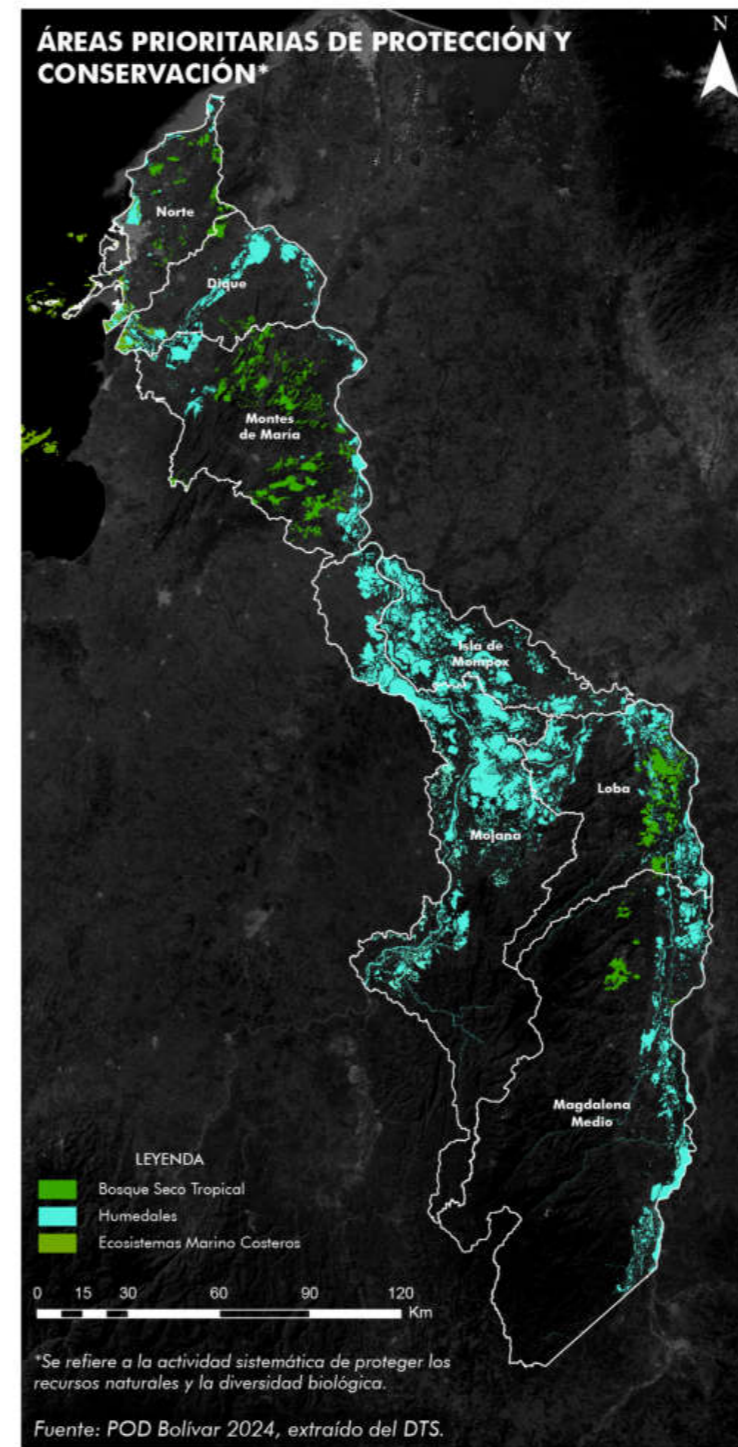 ÁREAS PRIORITARIAS DE PROTECCIÓN Y
CONSERVACIÓN*
N
Norte
Dique
Montes
de María
Isla de
Mompox
Loba
Mojana
Magdalena
Medio
LEYENDA
Bosque Seco Tropical
Humedales
Ecosistemas Marino Costeros
0 15 30 60 90 120
Km
*Se refiere a la actividad sistemática de proteger los
recursos naturales y la diversidad biológica.
Fuente: POD Bolívar 2024, extraído del DTS.